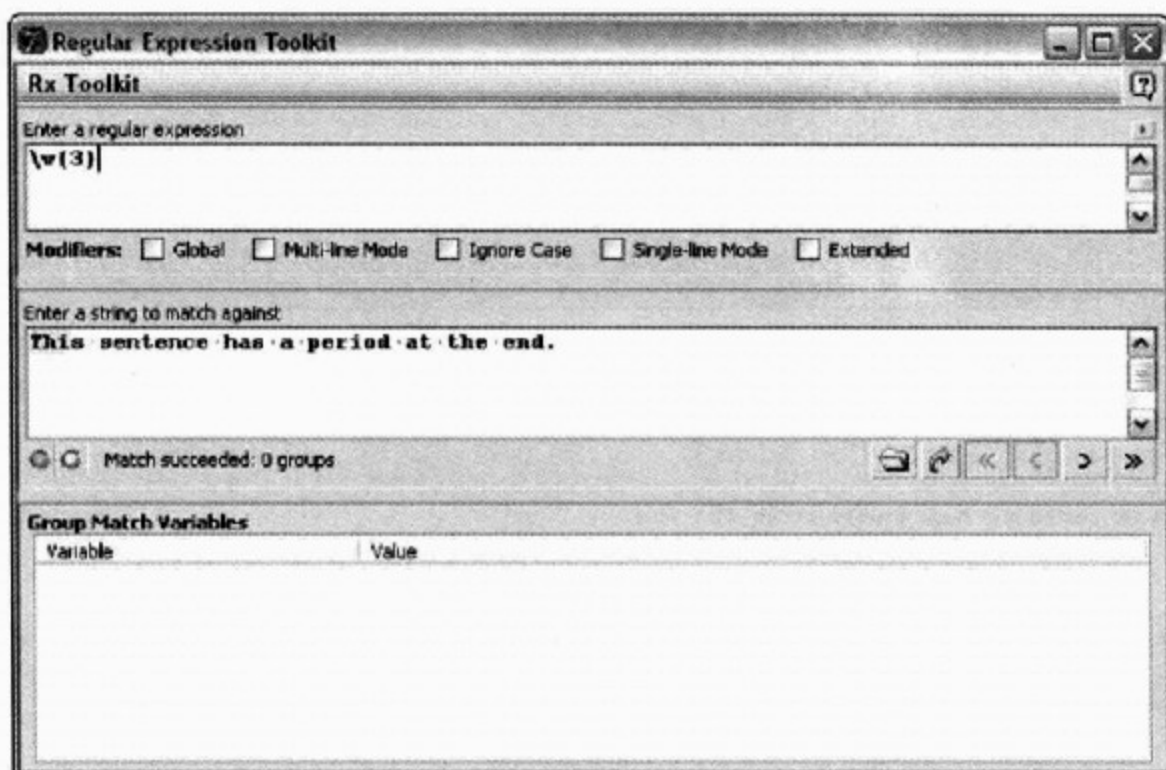 Regular Expression Toolkit
Rx Toolkit
Enter a regular expression
\w{3}
Modifiers: Global Multi-line Mode Ignore Case Single-line Mode Extended
Enter a string to match against
This·sentence·has·a·period·at·the·end.
Match succeeded: 0 groups
Group Match Variables
Variable Value